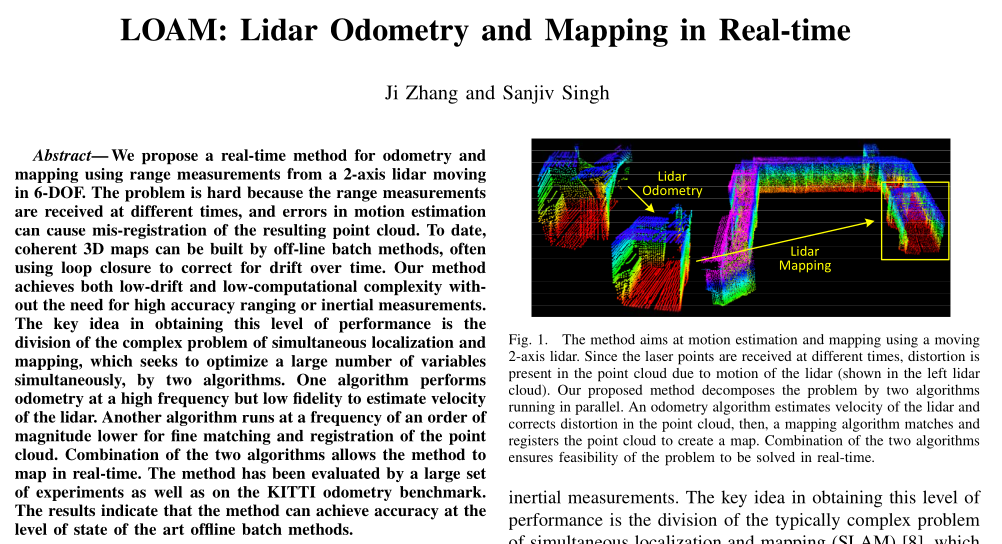 LOAM: Lidar Odometry and Mapping in Real-time
Ji Zhang and Sanjiv Singh
Abstract— We propose a real-time method for odometry and
mapping using range measurements from a 2-axis lidar moving
in 6-DOF. The problem is hard because the range measurements
are received at different times, and errors in motion estimation
can cause mis-registration of the resulting point cloud. To date,
coherent 3D maps can be built by off-line batch methods, often
using loop closure to correct for drift over time. Our method
achieves both low-drift and low-computational complexity with-
out the need for high accuracy ranging or inertial measurements.
The key idea in obtaining this level of performance is the
division of the complex problem of simultaneous localization and
mapping, which seeks to optimize a large number of variables
simultaneously, by two algorithms. One algorithm performs
odometry at a high frequency but low fidelity to estimate velocity
of the lidar. Another algorithm runs at a frequency of an order of
magnitude lower for fine matching and registration of the point
cloud. Combination of the two algorithms allows the method to
map in real-time. The method has been evaluated by a large set
of experiments as well as on the KITTI odometry benchmark.
The results indicate that the method can achieve accuracy at the
level of state of the art offline batch methods.
Lidar
Odometry
Lidar
Mapping
Fig. 1. The method aims at motion estimation and mapping using a moving
2-axis lidar. Since the laser points are received at different times, distortion is
present in the point cloud due to motion of the lidar (shown in the left lidar
cloud). Our proposed method decomposes the problem by two algorithms
running in parallel. An odometry algorithm estimates velocity of the lidar and
corrects distortion in the point cloud, then, a mapping algorithm matches and
registers the point cloud to create a map. Combination of the two algorithms
ensures feasibility of the problem to be solved in real-time.
inertial measurements. The key idea in obtaining this level of
performance is the division of the typically complex problem
of simultaneous localization and mapping (SLAM) [8], which